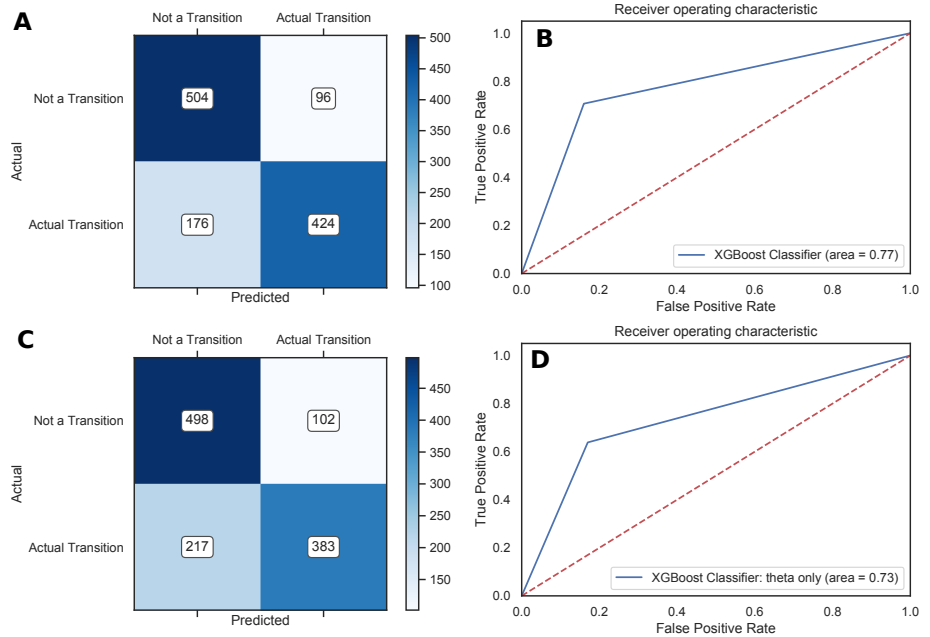 A
Not a Transition Actual Transition
Not a Transition
504
96
Actual
Actual Transition
176
424
Predicted
500
450
400
350
300
250
200
150
100
Receiver operating characteristic
B
1.0
0.8
0.6
0.4
0.2
0.0
True Positive Rate
XGBoost Classifier (area = 0.77)
0.0 0.2 0.4 0.6 0.8 1.0
False Positive Rate
C
Not a Transition Actual Transition
Not a Transition
498
102
Actual
Actual Transition
217
383
Predicted
450
400
350
300
250
200
150
Receiver operating characteristic
D
1.0
0.8
0.6
0.4
0.2
0.0
True Positive Rate
XGBoost Classifier: theta only (area = 0.73)
0.0 0.2 0.4 0.6 0.8 1.0
False Positive Rate